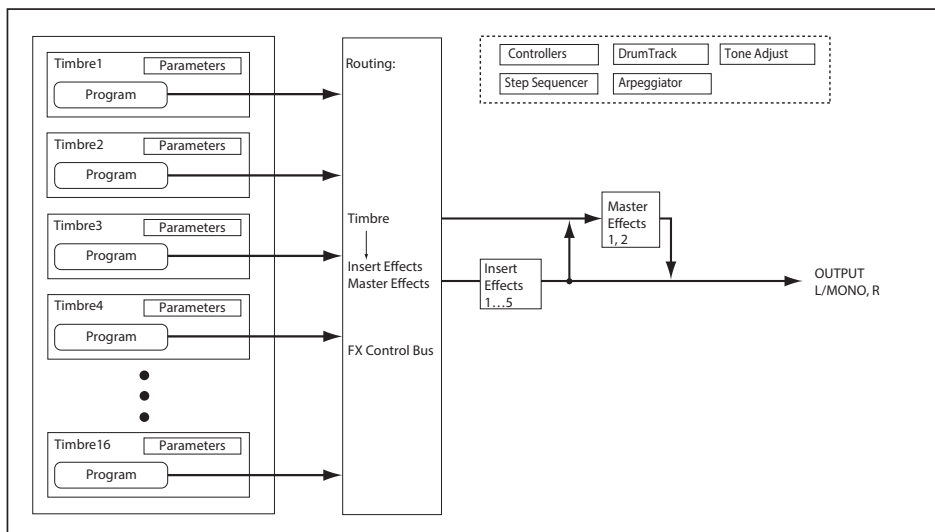 Timbre1
Parameters
Program
Timbre2
Parameters
Program
Timbre3
Parameters
Program
Timbre4
Parameters
Program
Timbre16
Parameters
Program
Routing:
Timbre
Insert Effects
Master Effects
FX Control Bus
Controllers
DrumTrack
Tone Adjust
Step Sequencer
Arpeggiator
Master
Effects
1, 2
Insert
Effects
1...5
OUTPUT
L/MONO, R